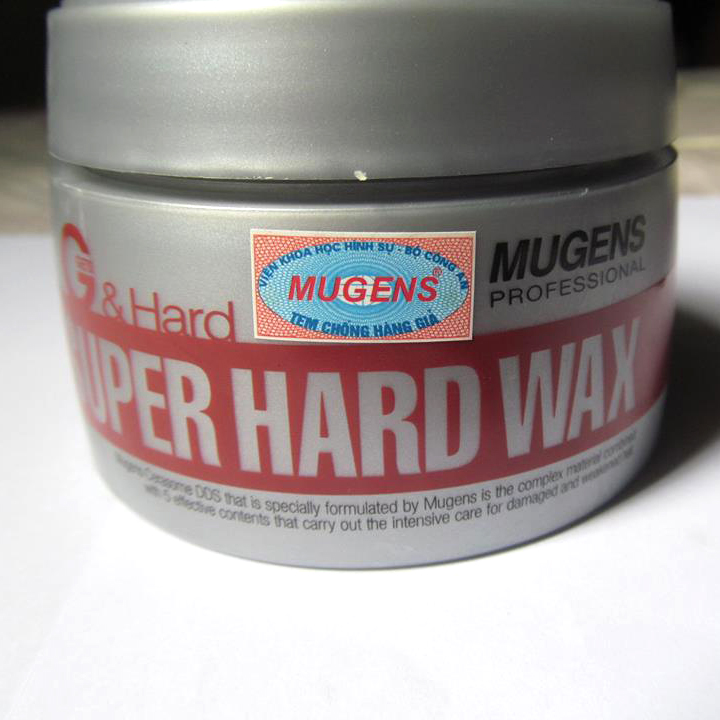 VIỆN KHOA HỌC HÌNH SỰ - BỘ CÔNG AN
MUGENS®
TEM CHỐNG HÀNG GIẢ
MUGENS
PROFESSIONAL
G & Hard
SUPER HARD WAX
Mugens Cerasome DDS that is specially formulated by Mugens is the complex material combined
with 5 effective contents that carry out the intensive care for damaged and weakened hair.